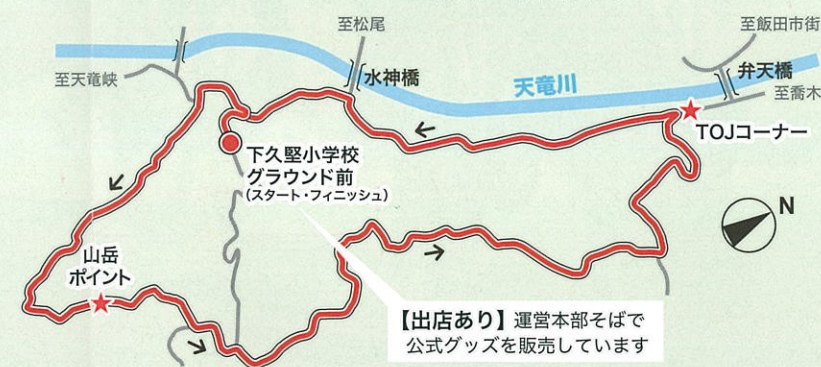 至松尾
至飯田市街
至天竜峡
水神橋
天竜川
弁天橋
至喬木
TOJコーナー
下久堅小学校
グラウンド前
(スタート・フィニッシュ)
N
山岳
ポイント
【出店あり】運営本部そばで
公式グッズを販売しています